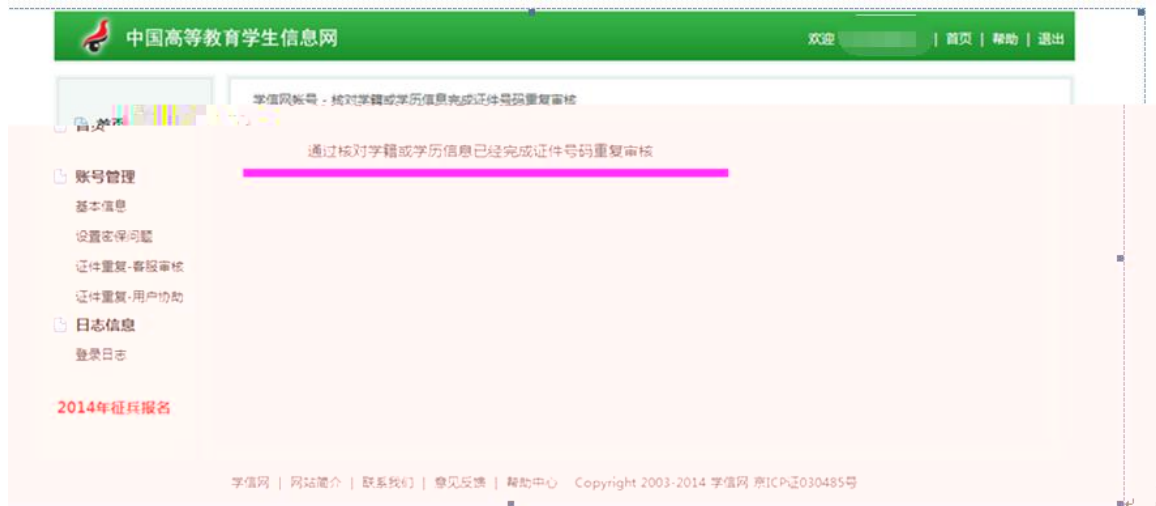 中国高等教育学生信息网
欢迎 | 首页 | 帮助 | 退出
学信网帐号 - 核对学籍或学历信息完成证件号码重复审核
首页
通过核对学籍或学历信息已经完成证件号码重复审核
账号管理
基本信息
设置密保问题
证件重复-客服审核
证件重复-用户协助
日志信息
登录日志
2014年征兵报名
学信网 | 网站简介 | 联系我们 | 意见反馈 | 帮助中心 Copyright 2003-2014 学信网 京ICP证030485号